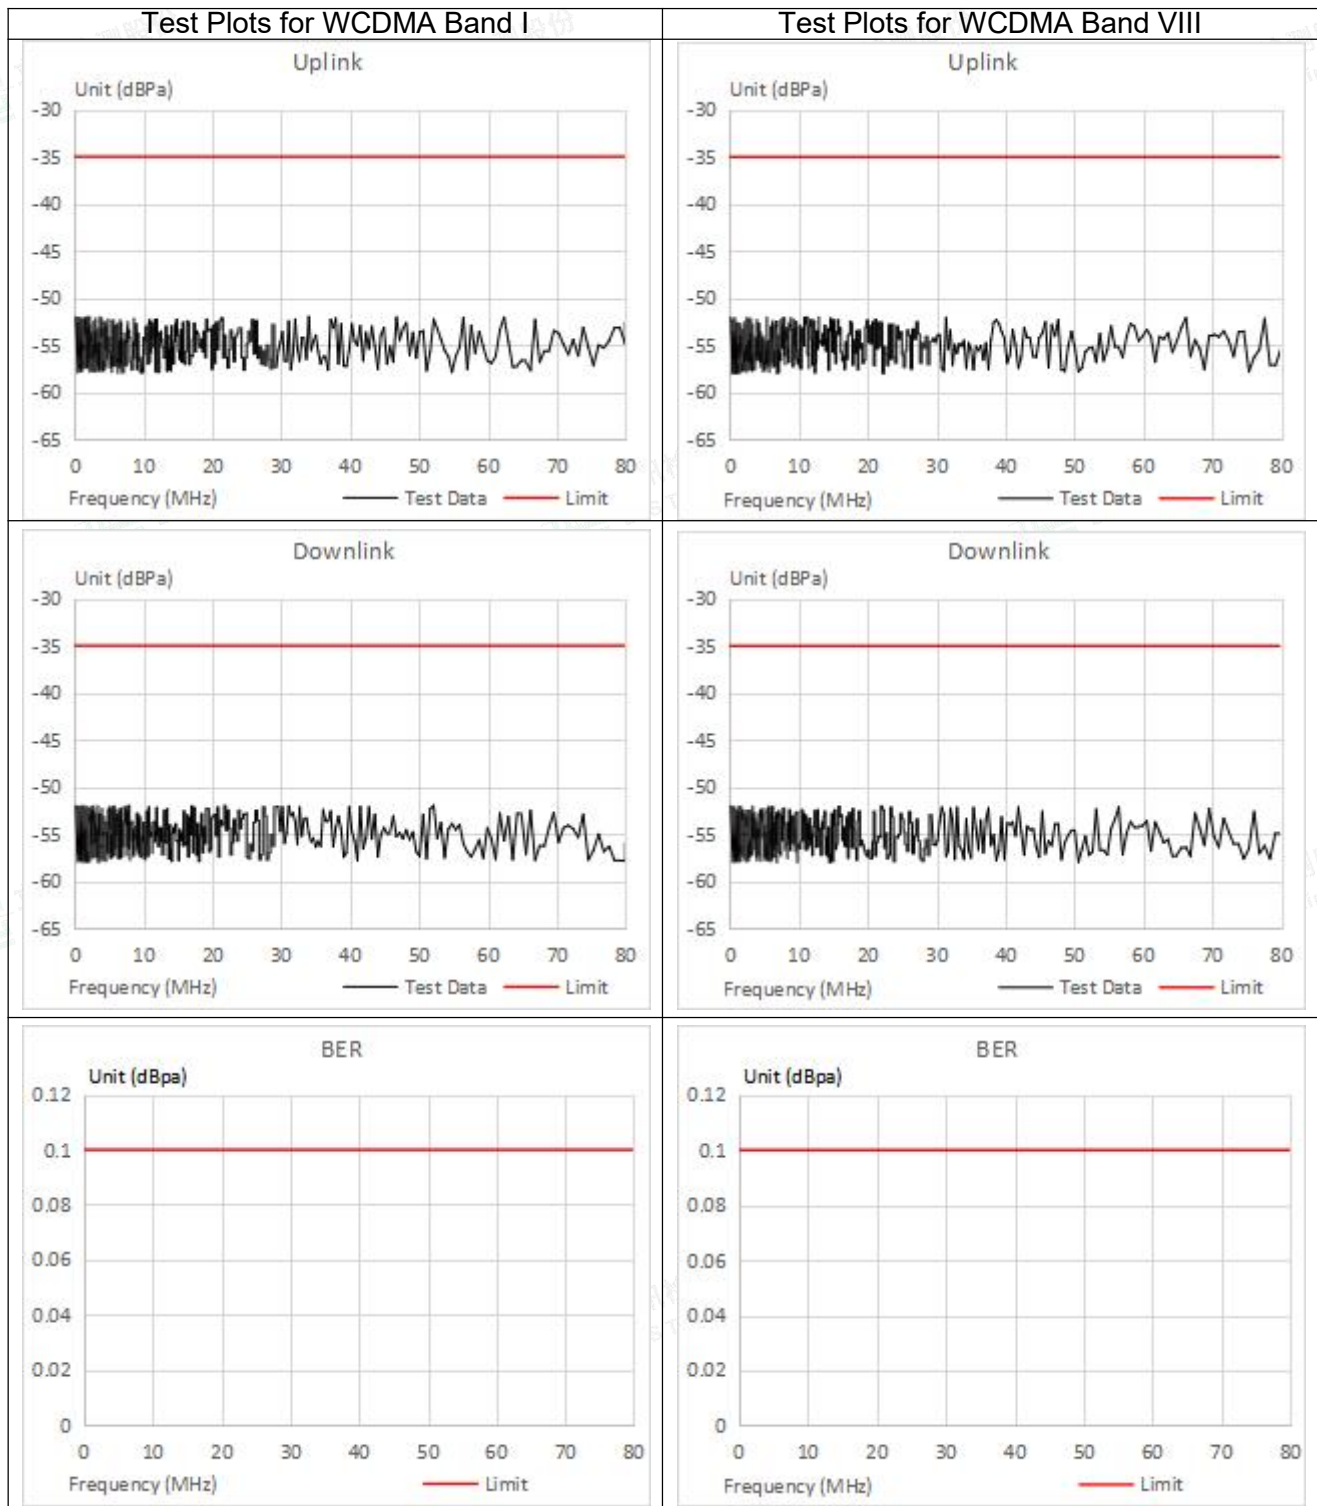 Test Plots for WCDMA Band I
Test Plots for WCDMA Band VIII
Uplink
Unit (dBPa)
-30
-35
-40
-45
-50
-55
-60
-65
0 10 20 30 40 50 60 70 80
Frequency (MHz) Test Data Limit
Uplink
Unit (dBPa)
-30
-35
-40
-45
-50
-55
-60
-65
0 10 20 30 40 50 60 70 80
Frequency (MHz) Test Data Limit
Downlink
Unit (dBPa)
-30
-35
-40
-45
-50
-55
-60
-65
0 10 20 30 40 50 60 70 80
Frequency (MHz) Test Data Limit
Downlink
Unit (dBPa)
-30
-35
-40
-45
-50
-55
-60
-65
0 10 20 30 40 50 60 70 80
Frequency (MHz) Test Data Limit
BER
Unit (dBpa)
0.12
0.1
0.08
0.06
0.04
0.02
0
0 10 20 30 40 50 60 70 80
Frequency (MHz) Limit
BER
Unit (dBpa)
0.12
0.1
0.08
0.06
0.04
0.02
0
0 10 20 30 40 50 60 70 80
Frequency (MHz) Limit